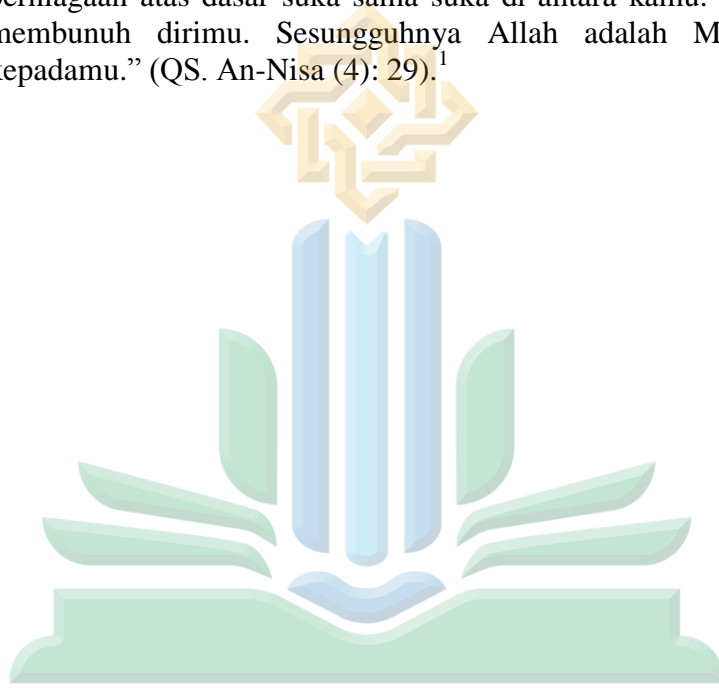 atas dasar suka sama suka di antara kamu.
membunuh dirimu. Sesungguhnya Allah adalah M
kepadamu.” (QS. An-Nisa (4): 29).¹